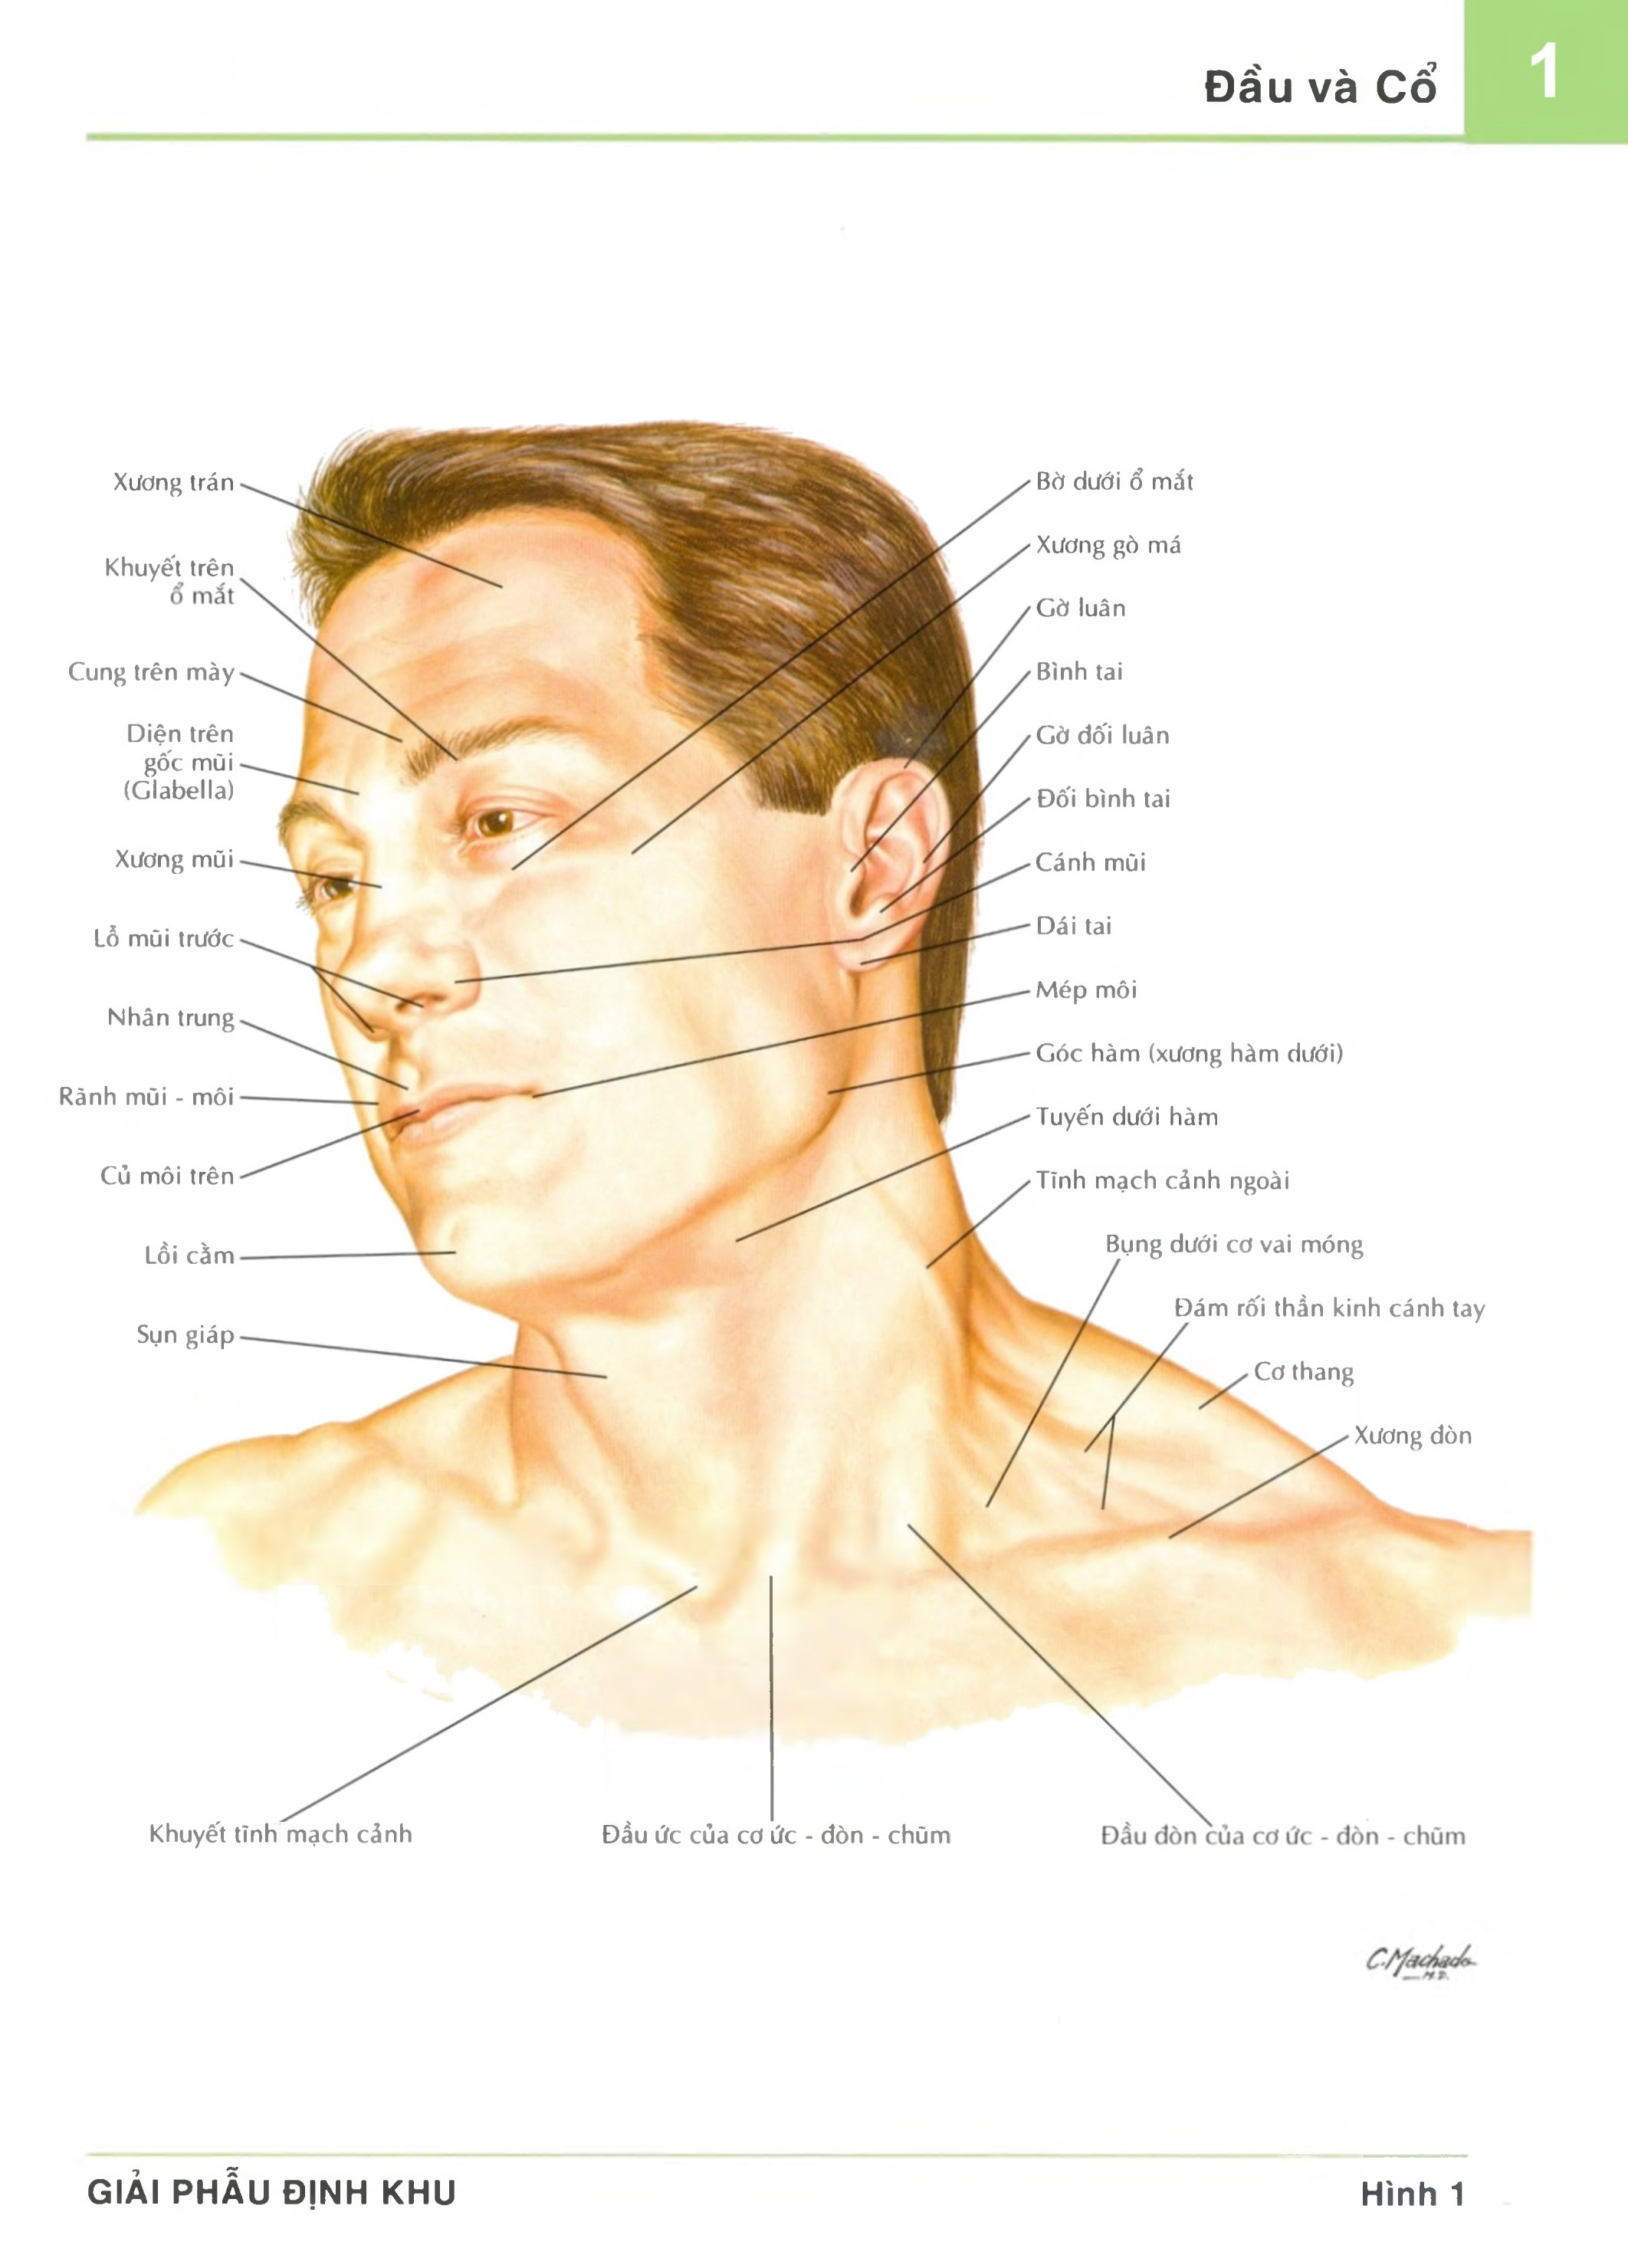 Đầu và Cổ
1
Xương trán
Khuyết trên
ổ mắt
Cung trên mày
Diện trên
gốc mũi
(Glabella)
Xương mũi
Lỗ mũi trước
Nhân trung
Rãnh mũi - môi
Củ môi trên
Lồi cằm
Sụn giáp
Bờ dưới ổ mắt
Xương gò má
Gờ luân
Bình tai
Gờ đối luân
Đối bình tai
Cánh mũi
Dái tai
Mép môi
Góc hàm (xương hàm dưới)
Tuyến dưới hàm
Tĩnh mạch cảnh ngoài
Bụng dưới cơ vai móng
Đám rối thần kinh cánh tay
Cơ thang
Xương đòn
Khuyết tĩnh mạch cảnh
Đầu ức của cơ ức - đòn - chũm
Đầu đòn của cơ ức - đòn - chũm
C.Machado
M.D.
GIẢI PHẪU ĐỊNH KHU
Hình 1